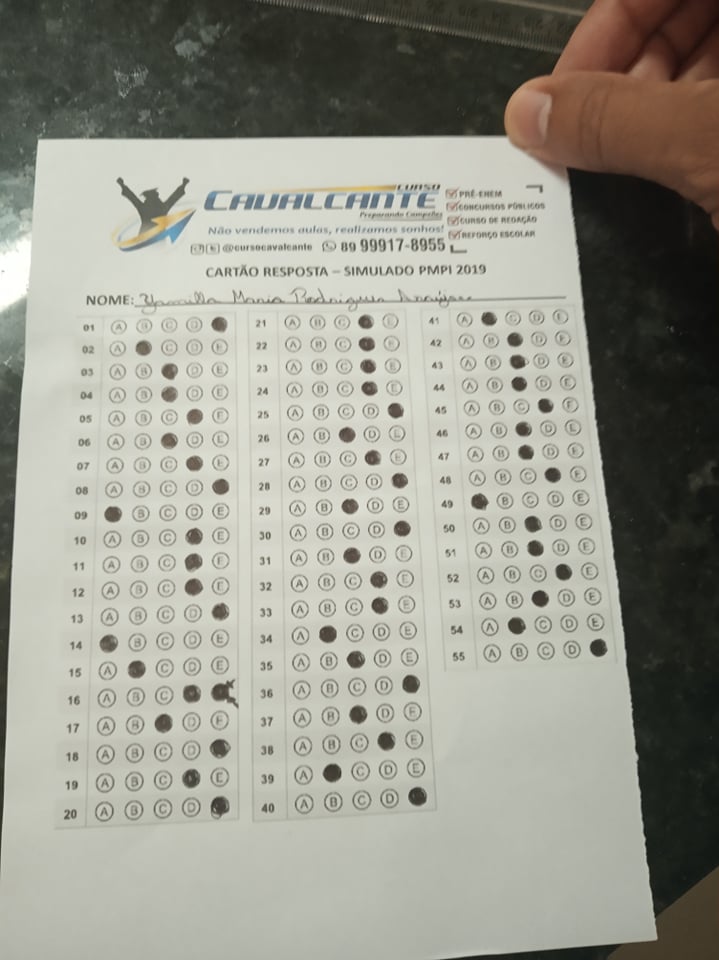 CURSO
CAVALCANTE
Preparando Campeões
Não vendemos aulas, realizamos sonhos!
@cursocavalcante 89 99917-8955
PRÉ-ENEM
CONCURSOS PÚBLICOS
CURSO DE REDAÇÃO
REFORÇO ESCOLAR
CARTÃO RESPOSTA – SIMULADO PMPI 2019
NOME: Maria Rodrigues Araújo
01 A B C D
02 A C D E
03 A B D E
04 A B D E
05 A B C E
06 A B D E
07 A B C E
08 A B C D
09 B C D E
10 A B C E
11 A B C E
12 A B C E
13 A B C D
14 B C D E
15 A C D E
16 A B C
17 A B D E
18 A B C D
19 A B C E
20 A B C D
21 A B C E
22 A B C E
23 A B C E
24 A B C E
25 A B C D
26 A B D E
27 A B C E
28 A B C D
29 A B D E
30 A B C D
31 A B D E
32 A B C E
33 A B C E
34 A C D E
35 A B D E
36 A B C D
37 A B D E
38 A B C E
39 A C D E
40 A B C D
41 A C D E
42 A B D E
43 A B D E
44 A B D E
45 A B C E
46 A B D E
47 A B D E
48 A B C E
49 B C D E
50 A B D E
51 A B D E
52 A B C E
53 A B D E
54 A C D E
55 A B C D